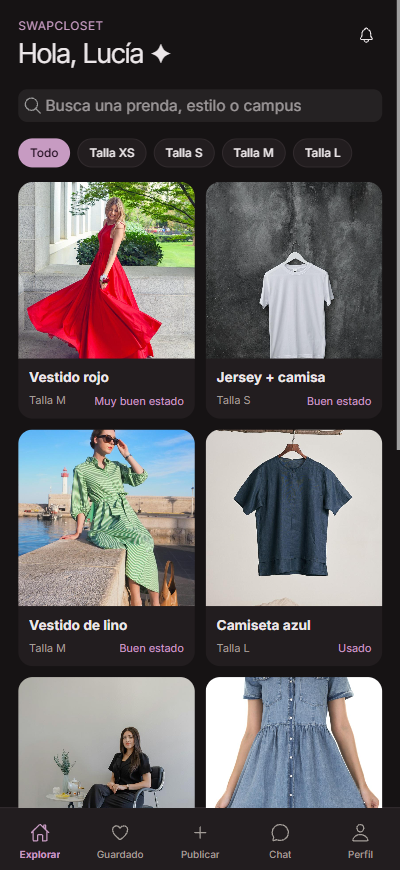 SWAPCLOSET
Hola, Lucía ✦
Busca una prenda, estilo o campus
Todo
Talla XS
Talla S
Talla M
Talla L
Vestido rojo
Talla M
Muy buen estado
Jersey + camisa
Talla S
Buen estado
Vestido de lino
Talla M
Buen estado
Camiseta azul
Talla L
Usado
Explorar
Guardado
Publicar
Chat
Perfil